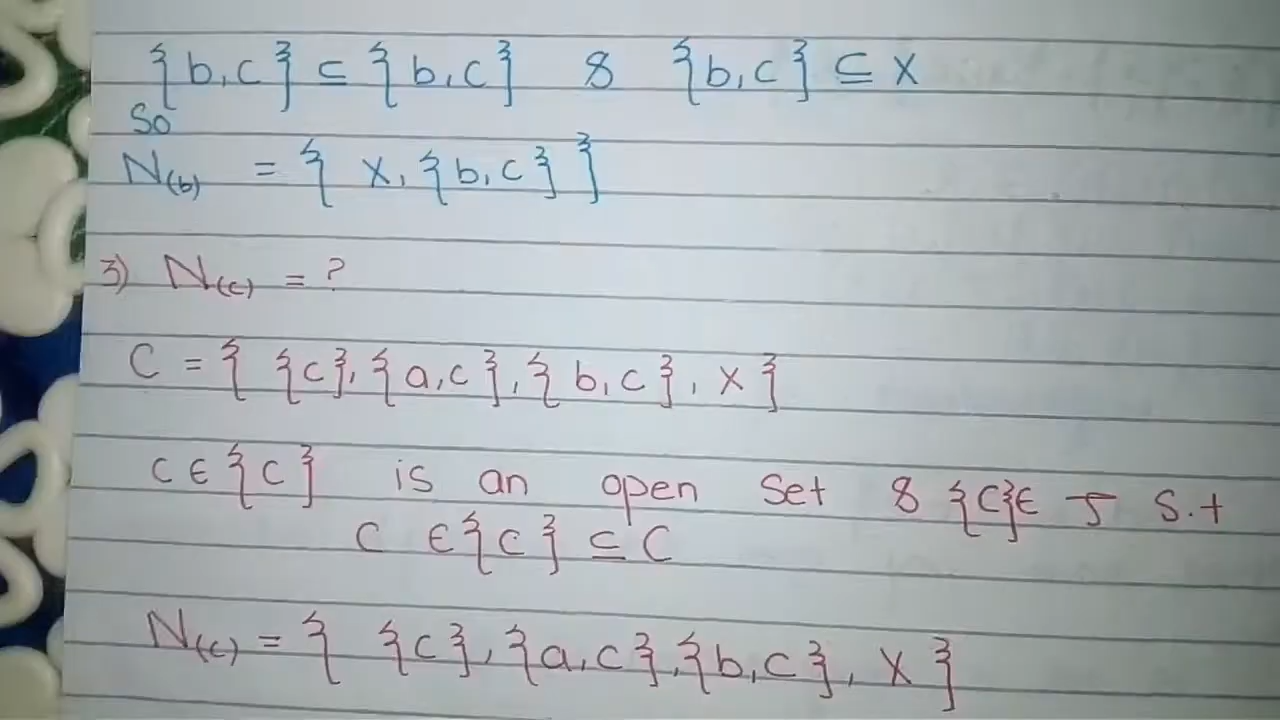 {b,c} ⊆ {b,c} & {b,c} ⊆ X
So
N(b) = { X, {b,c} }
3) N(c) = ?
C = { {c}, {a,c}, {b,c}, X }
C ∈ {C} is an open Set & {C} ∈ τ S.t
C ∈ {c} ⊆ C
N(c) = { {c}, {a,c}, {b,c}, X }